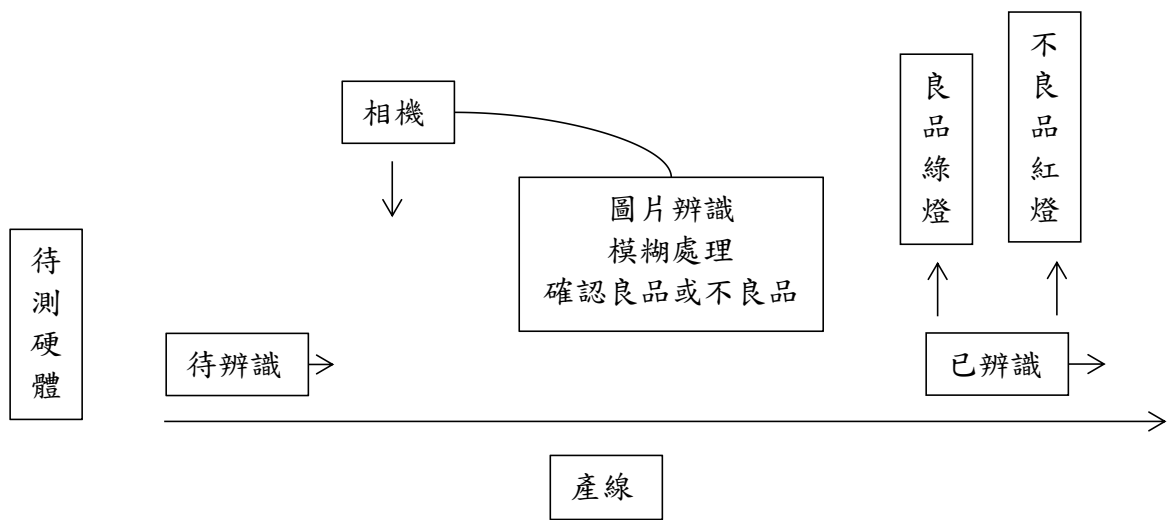 待測硬體
待辨識
相機
圖片辨識
模糊處理
確認良品或不良品
良品綠燈
不良品紅燈
已辨識
產線